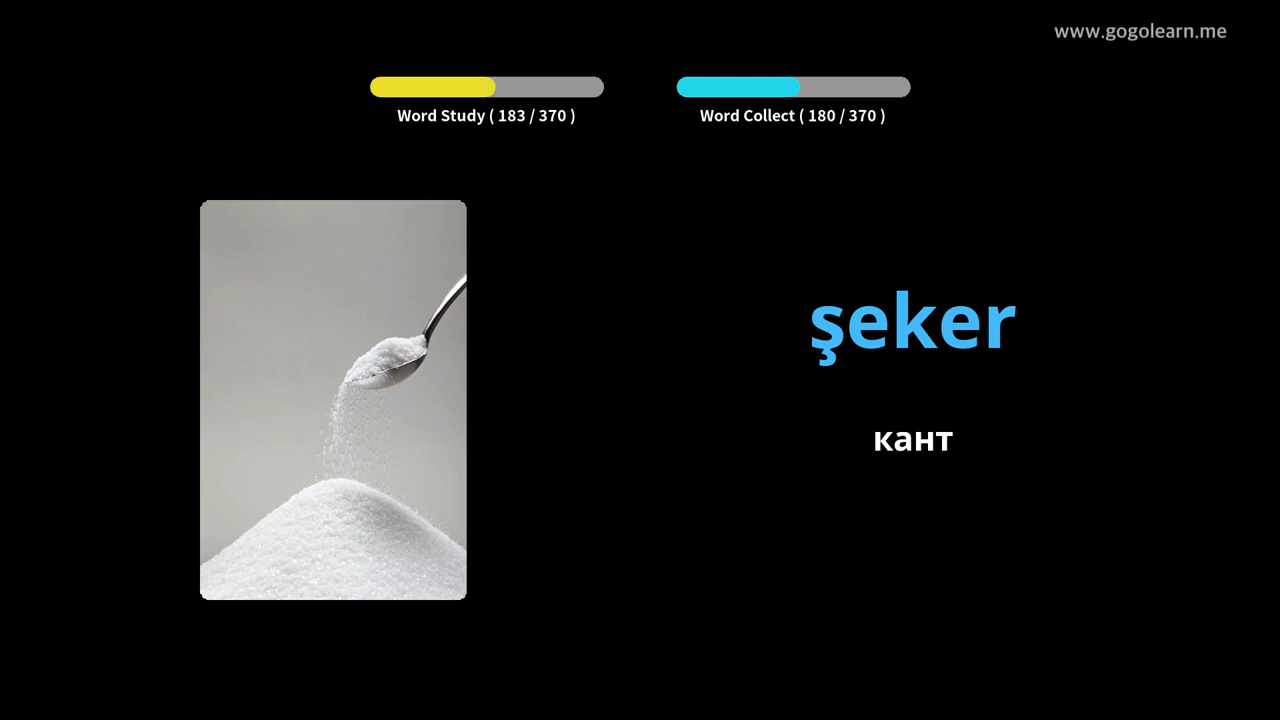 www.gogolearn.me
Word Study ( 183 / 370 )
Word Collect ( 180 / 370 )
şeker
кант